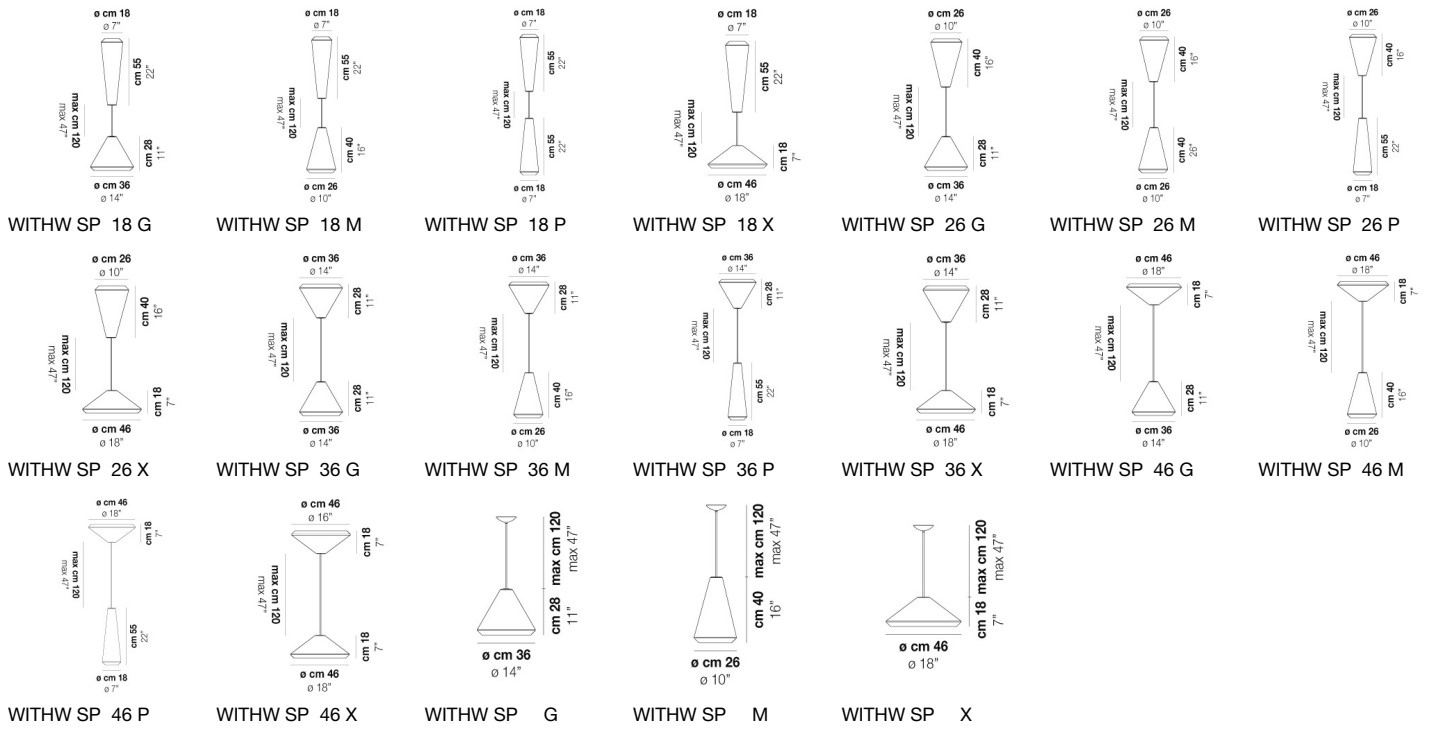 ø cm 18
ø 7”
cm 55
22”
max cm 120
max 47”
cm 28
11”
ø cm 36
ø 14”
WITHW SP 18 G
ø cm 18
ø 7”
cm 55
22”
max cm 120
max 47”
cm 40
16”
ø cm 26
ø 10”
WITHW SP 18 M
ø cm 18
ø 7”
cm 55
22”
max cm 120
max 47”
cm 55
22”
ø cm 18
ø 7”
WITHW SP 18 P
ø cm 18
ø 7”
cm 55
22”
max cm 120
max 47”
cm 18
7”
ø cm 46
ø 18”
WITHW SP 18 X
ø cm 26
ø 10”
cm 40
16”
max cm 120
max 47”
cm 28
11”
ø cm 36
ø 14”
WITHW SP 26 G
ø cm 26
ø 10”
cm 40
16”
max cm 120
max 47”
cm 40
26”
ø cm 26
ø 10”
WITHW SP 26 M
ø cm 26
ø 10”
cm 40
16”
max cm 120
max 47”
cm 55
22”
ø cm 18
ø 7”
WITHW SP 26 P
ø cm 26
ø 10”
cm 40
16”
max cm 120
max 47”
cm 18
7”
ø cm 46
ø 18”
WITHW SP 26 X
ø cm 36
ø 14”
cm 28
11”
max cm 120
max 47”
cm 28
11”
ø cm 36
ø 14”
WITHW SP 36 G
ø cm 36
ø 14”
cm 28
11”
max cm 120
max 47”
cm 40
16”
ø cm 26
ø 10”
WITHW SP 36 M
ø cm 36
ø 14”
cm 28
11”
max cm 120
max 47”
cm 55
22”
ø cm 18
ø 7”
WITHW SP 36 P
ø cm 36
ø 14”
cm 28
11”
max cm 120
max 47”
cm 18
7”
ø cm 46
ø 18”
WITHW SP 36 X
ø cm 46
ø 18”
cm 18
7”
max cm 120
max 47”
cm 28
11”
ø cm 36
ø 14”
WITHW SP 46 G
ø cm 46
ø 18”
cm 18
7”
max cm 120
max 47”
cm 40
16”
ø cm 26
ø 10”
WITHW SP 46 M
ø cm 46
ø 18”
cm 18
7”
max cm 120
max 47”
cm 55
22”
ø cm 18
ø 7”
WITHW SP 46 P
ø cm 46
ø 16”
cm 18
7”
max cm 120
max 47”
cm 18
7”
ø cm 46
ø 18”
WITHW SP 46 X
max cm 120
max 47”
cm 28
11”
ø cm 36
ø 14”
WITHW SP G
max cm 120
max 47”
cm 40
16”
ø cm 26
ø 10”
WITHW SP M
max cm 120
max 47”
cm 18
7”
ø cm 46
ø 18”
WITHW SP X